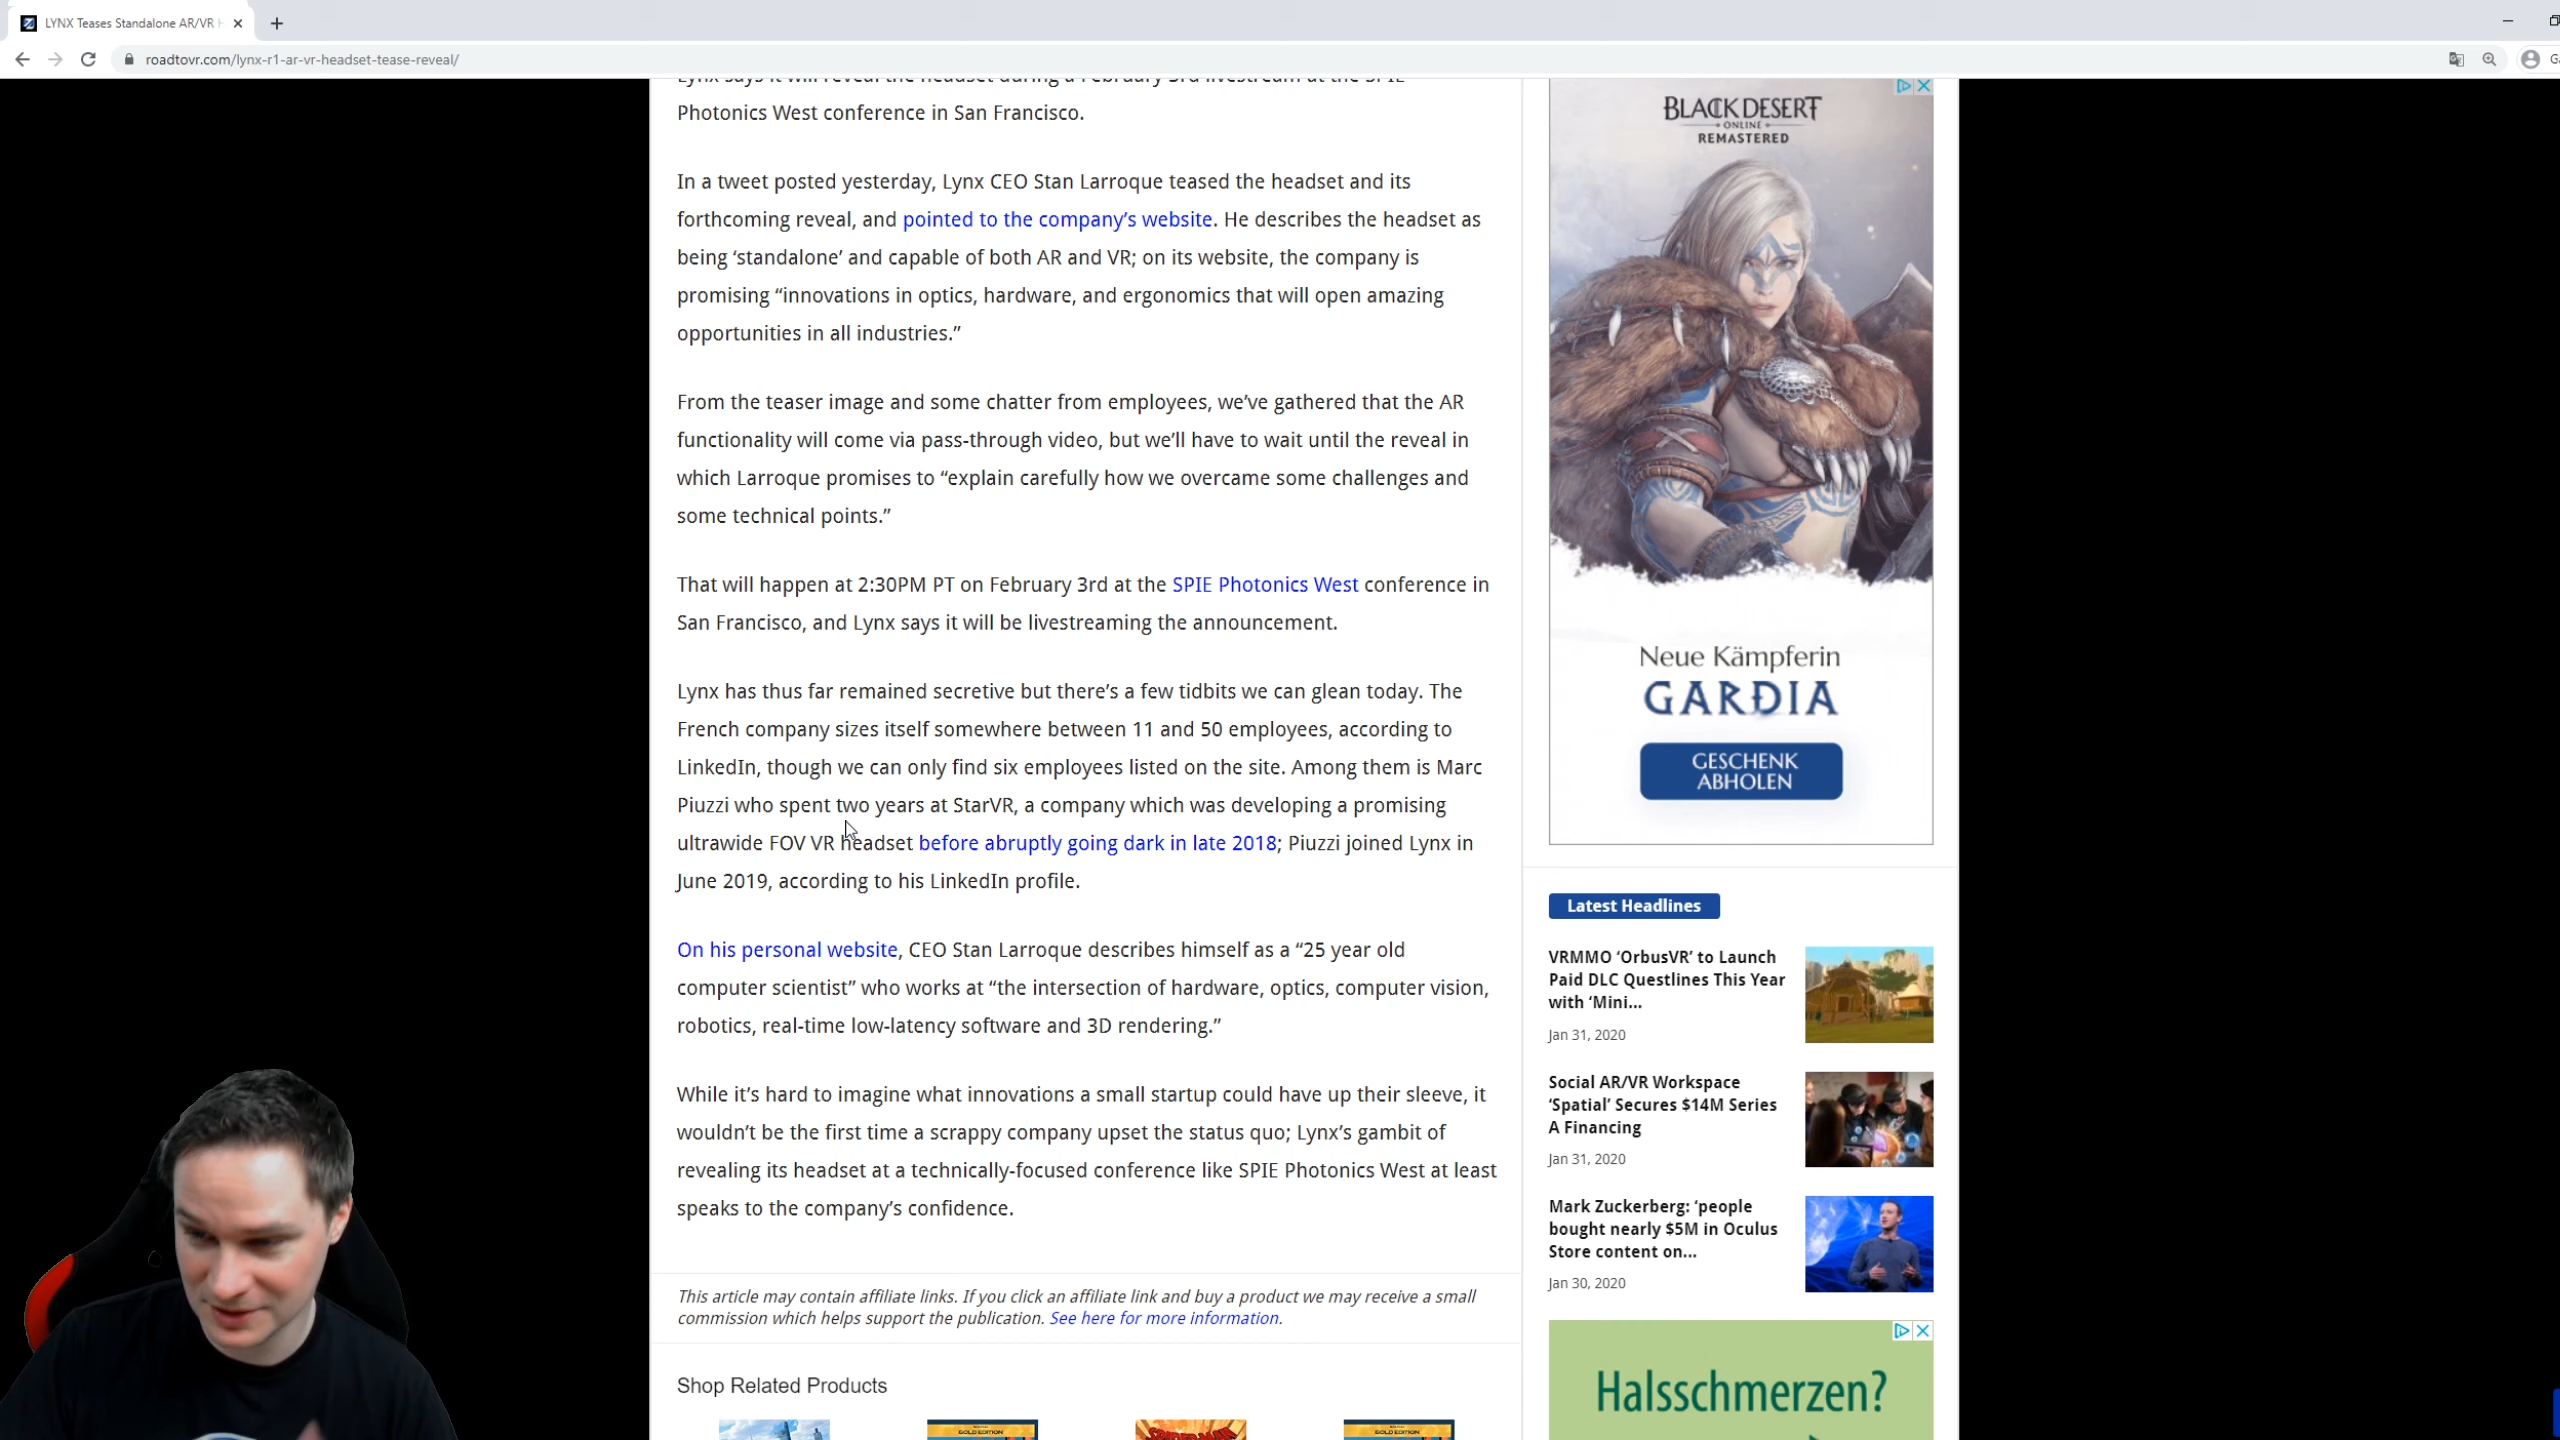 LYNX Teases Standalone AR/VR
roadtovr.com/lynx-r1-ar-vr-headset-tease-reveal/
Lynx says it will reveal the headset during a February 3rd livestream at the SPIE
Photonics West conference in San Francisco.
In a tweet posted yesterday, Lynx CEO Stan Larroque teased the headset and its
forthcoming reveal, and pointed to the company’s website. He describes the headset as
being ‘standalone’ and capable of both AR and VR; on its website, the company is
promising “innovations in optics, hardware, and ergonomics that will open amazing
opportunities in all industries.”
From the teaser image and some chatter from employees, we’ve gathered that the AR
functionality will come via pass-through video, but we’ll have to wait until the reveal in
which Larroque promises to “explain carefully how we overcame some challenges and
some technical points.”
That will happen at 2:30PM PT on February 3rd at the SPIE Photonics West conference in
San Francisco, and Lynx says it will be livestreaming the announcement.
Lynx has thus far remained secretive but there’s a few tidbits we can glean today. The
French company sizes itself somewhere between 11 and 50 employees, according to
LinkedIn, though we can only find six employees listed on the site. Among them is Marc
Piuzzi who spent two years at StarVR, a company which was developing a promising
ultrawide FOV VR headset before abruptly going dark in late 2018; Piuzzi joined Lynx in
June 2019, according to his LinkedIn profile.
On his personal website, CEO Stan Larroque describes himself as a “25 year old
computer scientist” who works at “the intersection of hardware, optics, computer vision,
robotics, real-time low-latency software and 3D rendering.”
While it’s hard to imagine what innovations a small startup could have up their sleeve, it
wouldn’t be the first time a scrappy company upset the status quo; Lynx’s gambit of
revealing its headset at a technically-focused conference like SPIE Photonics West at least
speaks to the company’s confidence.
This article may contain affiliate links. If you click an affiliate link and buy a product we may receive a small
commission which helps support the publication. See here for more information.
Shop Related Products
GOLD EDITION
SPIDER-MAN
GOLD EDITION
BLACK DESERT
ONLINE
REMASTERED
Neue Kämpferin
GARDIA
GESCHENK
ABHOLEN
Latest Headlines
VRMMO ‘OrbusVR’ to Launch
Paid DLC Questlines This Year
with ‘Mini...
Jan 31, 2020
Social AR/VR Workspace
‘Spatial’ Secures $14M Series
A Financing
Jan 31, 2020
Mark Zuckerberg: ‘people
bought nearly $5M in Oculus
Store content on...
Jan 30, 2020
Halsschmerzen?